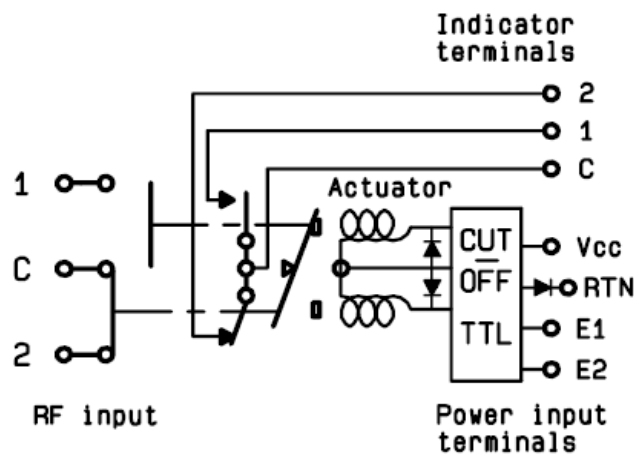 Indicator
terminals
2
1
C
Actuator
1
C
2
CUT
OFF
TTL
Vcc
RTN
E1
E2
RF input
Power input
terminals